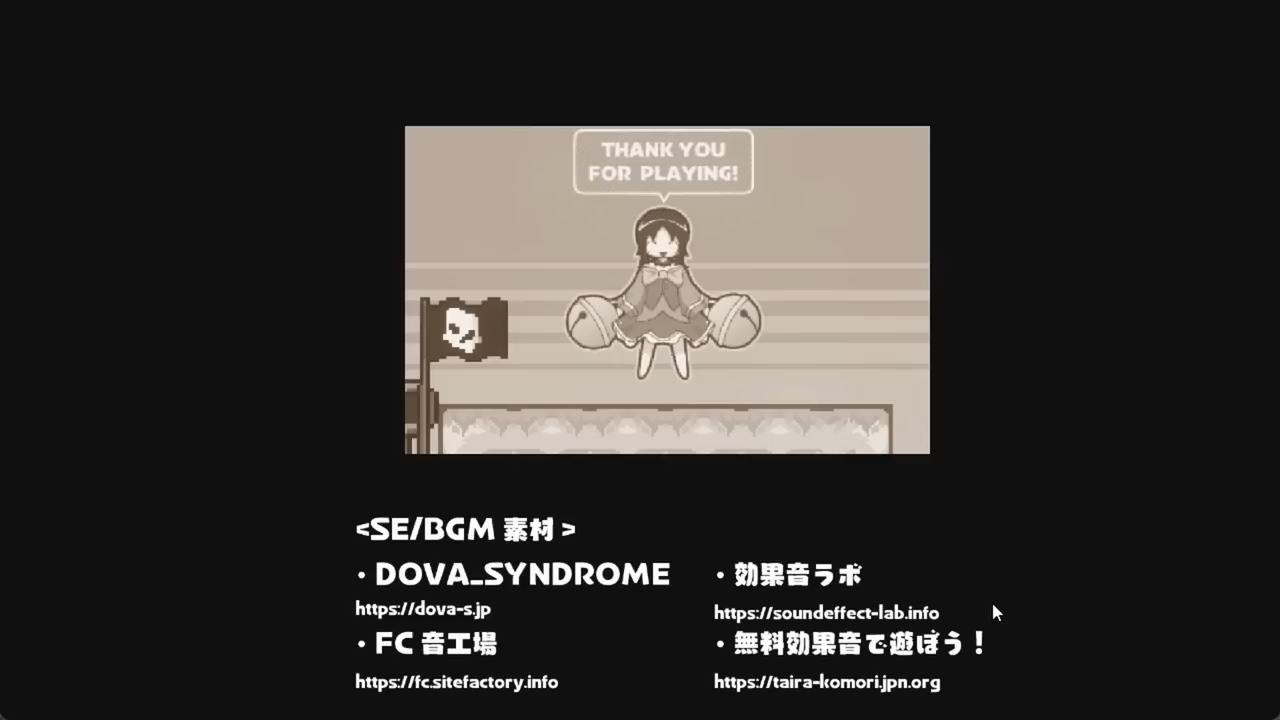 THANK YOU
FOR PLAYING!
<SE/BGM 素材 >
・DOVA_SYNDROME
https://dova-s.jp
・効果音ラボ
https://soundeffect-lab.info
・FC 音工場
https://fc.sitefactory.info
・無料効果音で遊ぼう！
https://taira-komori.jpn.org